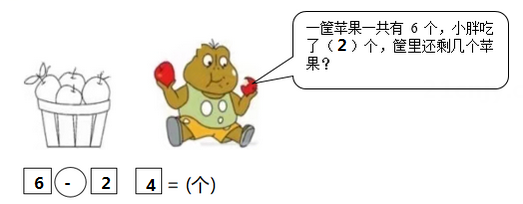 一筐苹果一共有 6 个，小胖吃
了（2）个，筐里还剩几个苹
果？
6 - 2 4 = (个)